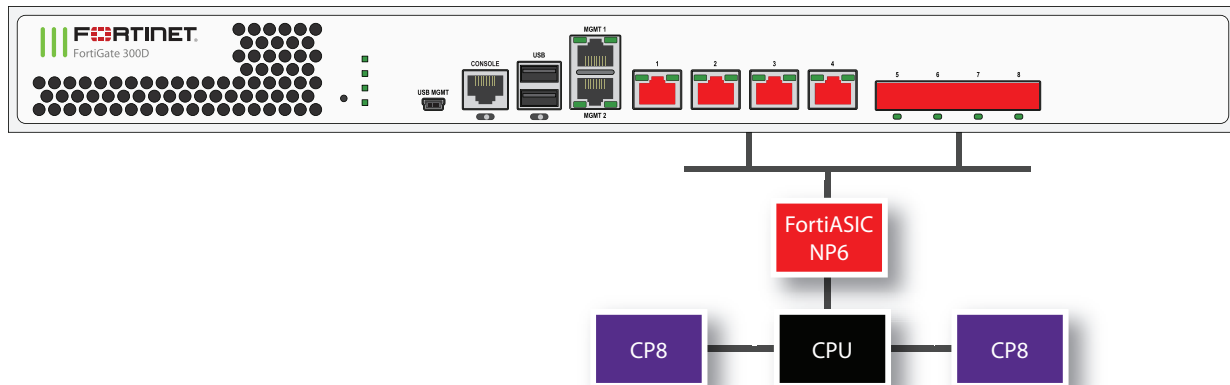 FORTINET.
FortiGate 300D
USB MGMT
CONSOLE
USB
MGMT 1
MGMT 2
1 2 3 4 5 6 7 8
FortiASIC
NP6
CP8 CPU CP8